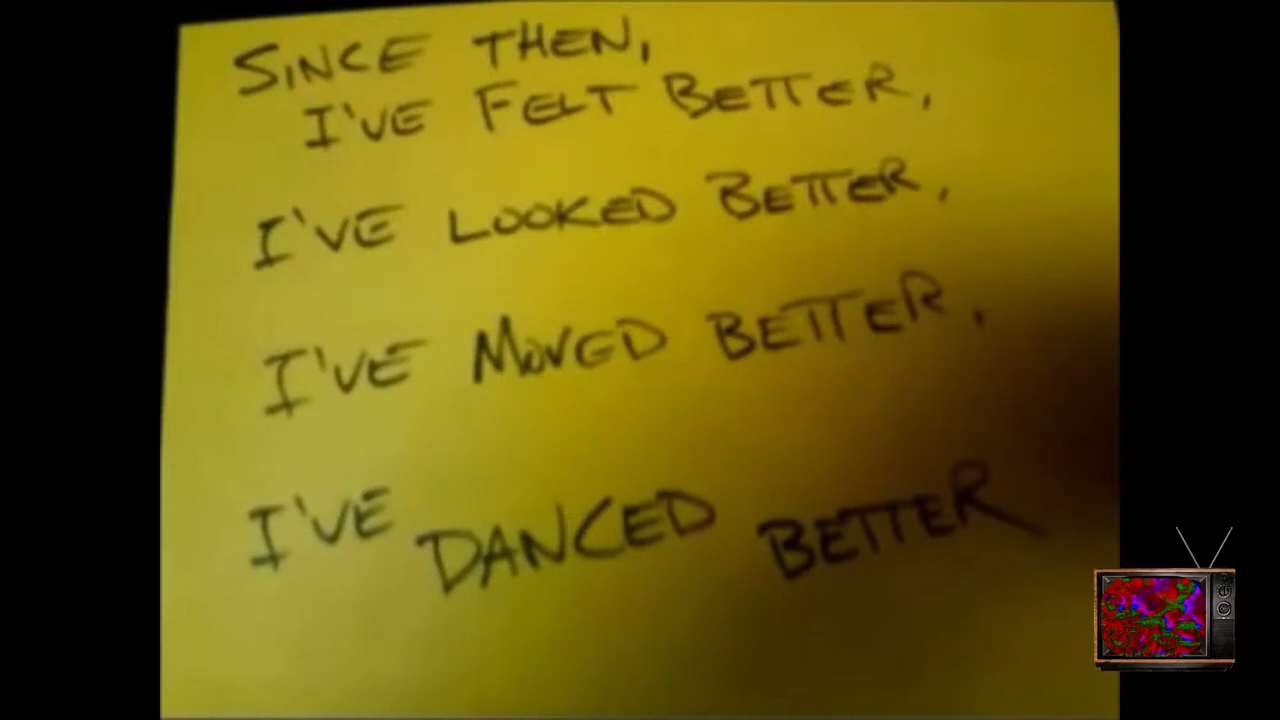 SINCE THEN,
I'VE FELT BETTER,
I'VE LOOKED BETTER,
I'VE MOVED BETTER,
I'VE DANCED BETTER